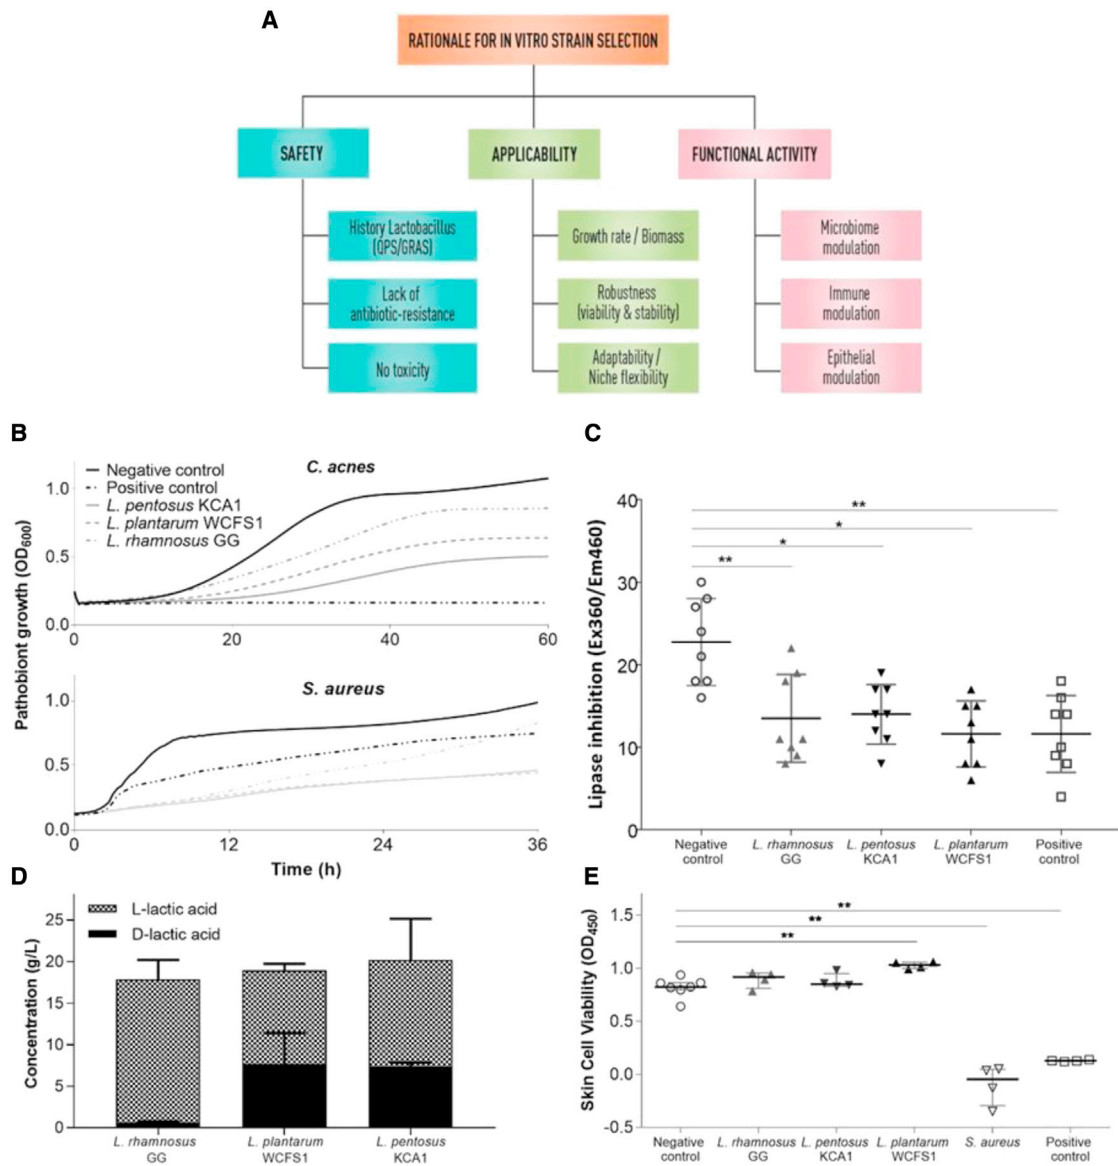 A
RATIONALE FOR IN VITRO STRAIN SELECTION
SAFETY
APPLICABILITY
FUNCTIONAL ACTIVITY
History Lactobacillus
(QPS/GRAS)
Growth rate / Biomass
Microbiome
modulation
Lack of
antibiotic-resistance
Robustness
(viability & stability)
Immune
modulation
No toxicity
Adaptability /
Niche flexibility
Epithelial
modulation
B
Pathobiont growth (OD600)
1.0
0.5
0.0
Negative control
Positive control
L. pentosus KCA1
L. plantarum WCFS1
L. rhamnosus GG
C. acnes
0 20 40 60
S. aureus
1.0
0.5
0.0
0 12 24 36
Time (h)
C
Lipase inhibition (Ex360/Em460)
40
30
20
10
0
**
*
*
**
Negative
control
L. rhamnosus
GG
L. pentosus
KCA1
L. plantarum
WCFS1
Positive
control
D
Concentration (g/L)
25
20
15
10
5
0
L-lactic acid
D-lactic acid
L. rhamnosus
GG
L. plantarum
WCFS1
L. pentosus
KCA1
E
Skin Cell Viability (OD450)
1.5
1.0
0.5
0.0
-0.5
**
**
**
Negative
control
L. rhamnosus
GG
L. pentosus
KCA1
L. plantarum
WCFS1
S. aureus
Positive
control